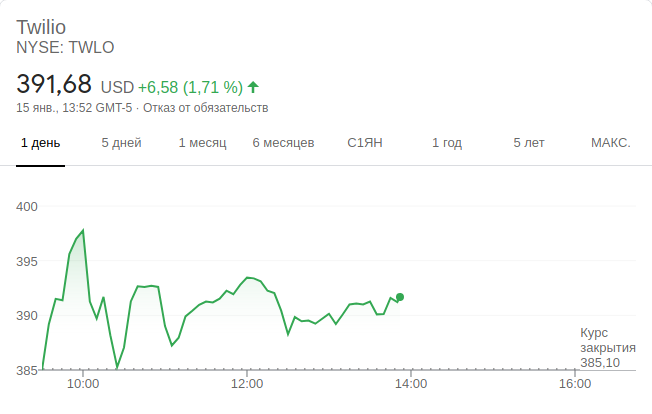 Twilio
NYSE: TWLO
391,68 USD +6,58 (1,71 %)
15 янв., 13:52 GMT-5 · Отказ от обязательств
1 день 5 дней 1 месяц 6 месяцев С1ЯН 1 год 5 лет МАКС.
400
395
390
Курс
закрытия
385,10
385
10:00 12:00 14:00 16:00